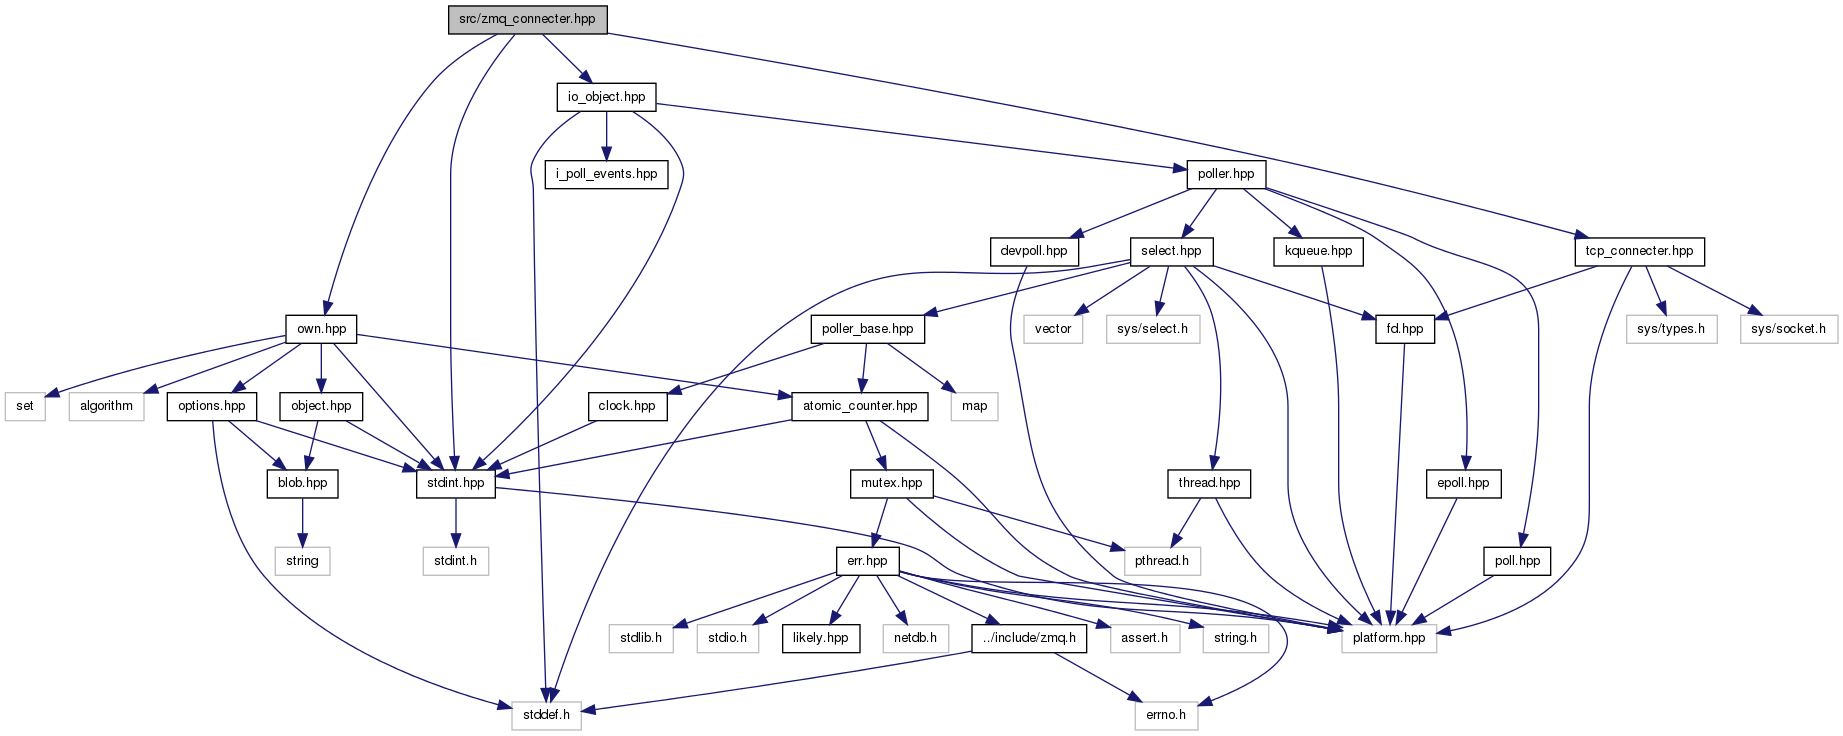 src/zmq_connecter.hpp
io_object.hpp
i_poll_events.hpp
poller.hpp
devpoll.hpp
select.hpp
kqueue.hpp
tcp_connecter.hpp
own.hpp
poller_base.hpp
vector
sys/select.h
fd.hpp
sys/types.h
sys/socket.h
set
algorithm
options.hpp
object.hpp
clock.hpp
atomic_counter.hpp
map
blob.hpp
stdint.hpp
mutex.hpp
thread.hpp
epoll.hpp
string
stdint.h
err.hpp
pthread.h
poll.hpp
stdlib.h
stdio.h
likely.hpp
netdb.h
../include/zmq.h
assert.h
string.h
platform.hpp
stddef.h
errno.h